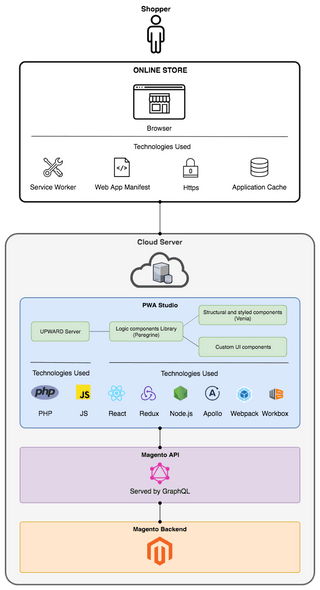 Shopper
ONLINE STORE
Browser
Technologies Used
Service Worker
Web App Manifest
Https
Application Cache
Cloud Server
PWA Studio
UPWARD Server
Logic components Library
(Peregrine)
Structural and styled components
(Venia)
Custom UI components
Technologies Used
Technologies Used
php
JS
PHP
JS
React
Redux
Node.js
Apollo
Webpack
Workbox
Magento API
Served by GraphQL
Magento Backend